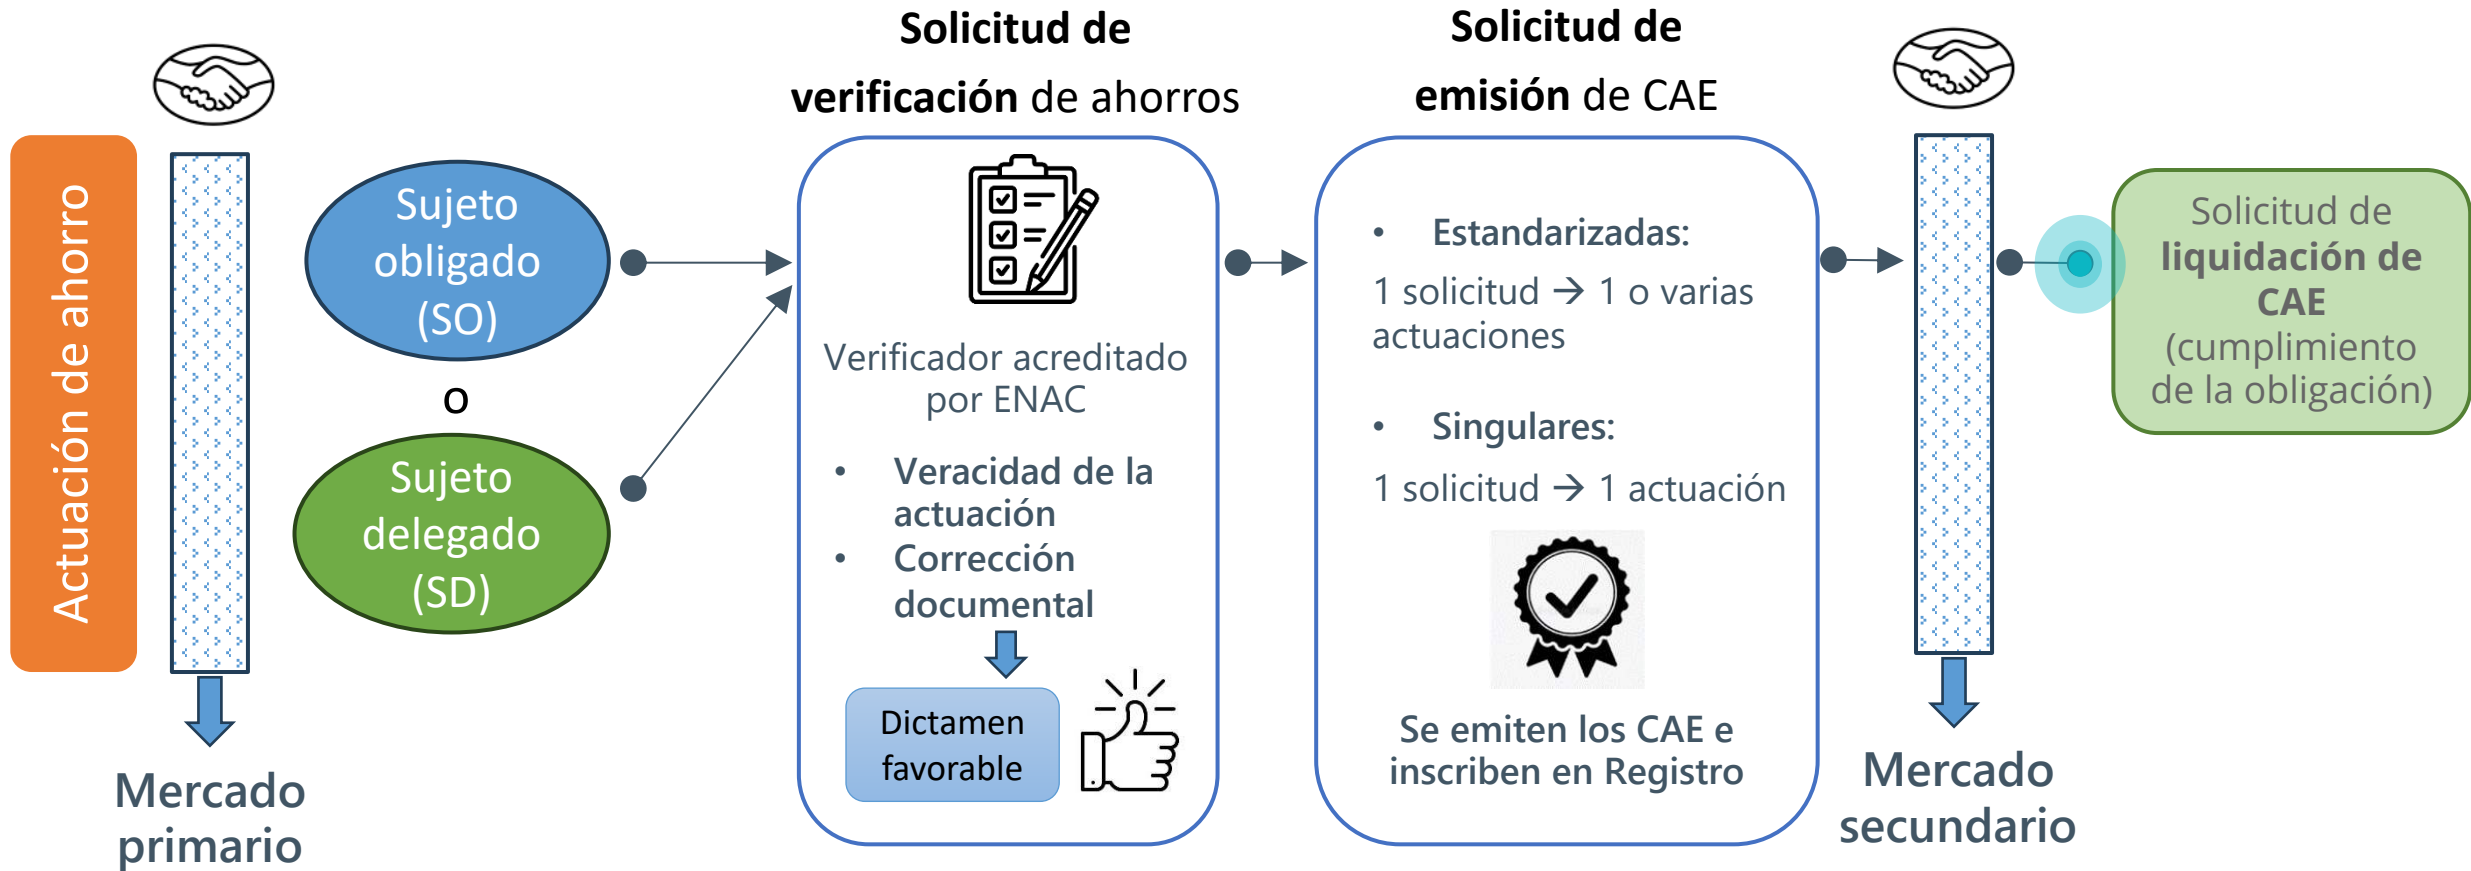 Actuación de ahorro
Mercado
primario
Sujeto
obligado
(SO)
o
Sujeto
delegado
(SD)
Solicitud de
verificación de ahorros
Verificador acreditado
por ENAC
• Veracidad de la
actuación
• Corrección
documental
Dictamen
favorable
Solicitud de
emisión de CAE
• Estandarizadas:
1 solicitud → 1 o varias
actuaciones
• Singulares:
1 solicitud → 1 actuación
Se emiten los CAE e
inscriben en Registro
Mercado
secundario
Solicitud de
liquidación de
CAE
(cumplimiento
de la obligación)